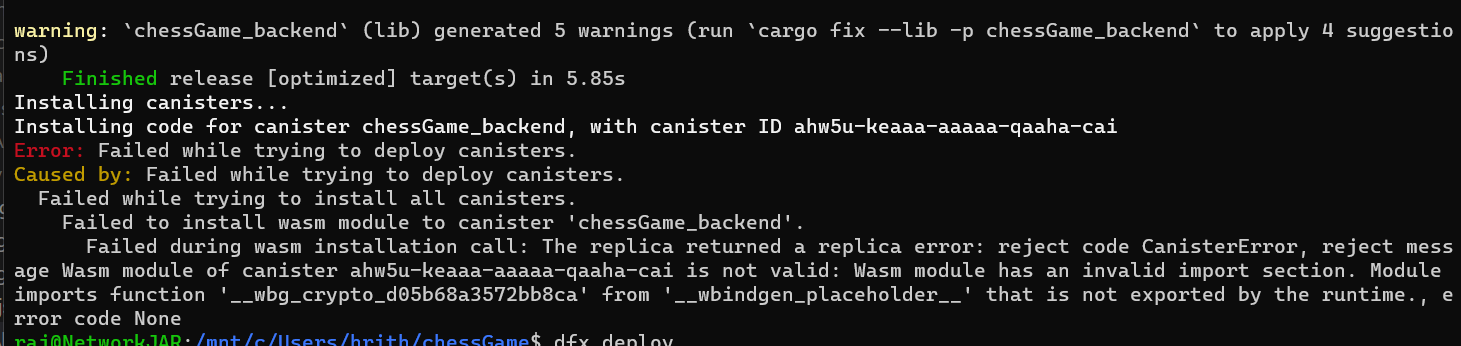 warning: `chessGame_backend` (lib) generated 5 warnings (run `cargo fix --lib -p chessGame_backend` to apply 4 suggestio
ns)
    Finished release [optimized] target(s) in 5.85s
Installing canisters...
Installing code for canister chessGame_backend, with canister ID ahw5u-keaaa-aaaaa-qaaha-cai
Error: Failed while trying to deploy canisters.
Caused by: Failed while trying to deploy canisters.
  Failed while trying to install all canisters.
    Failed to install wasm module to canister 'chessGame_backend'.
      Failed during wasm installation call: The replica returned a replica error: reject code CanisterError, reject mess
age Wasm module of canister ahw5u-keaaa-aaaaa-qaaha-cai is not valid: Wasm module has an invalid import section. Module
imports function '__wbg_crypto_d05b68a3572bb8ca' from '__wbindgen_placeholder__' that is not exported by the runtime., e
rror code None
raj@NetworkJAR:/mnt/c/Users/hrith/chessGame$ dfx deploy